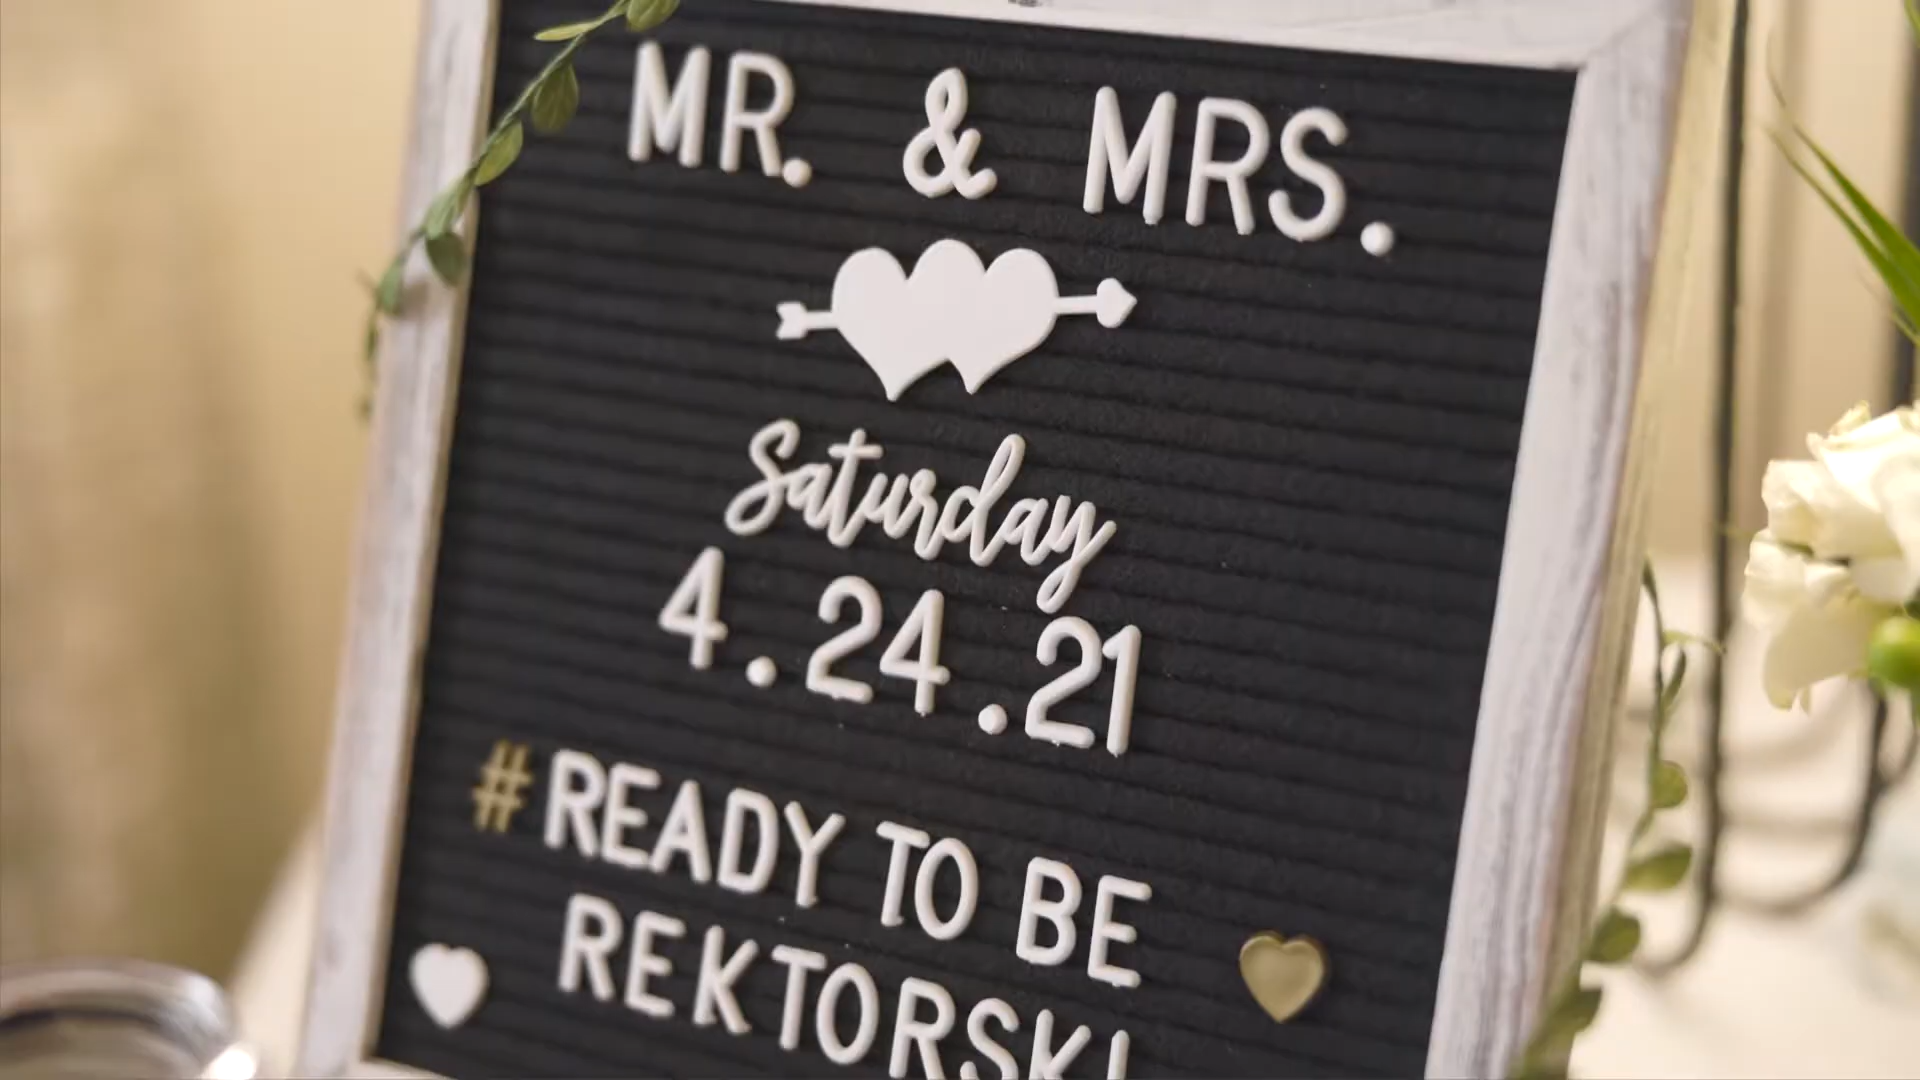 MR. & MRS.
Saturday
4.24.21
#READY TO BE
REKTORSKI